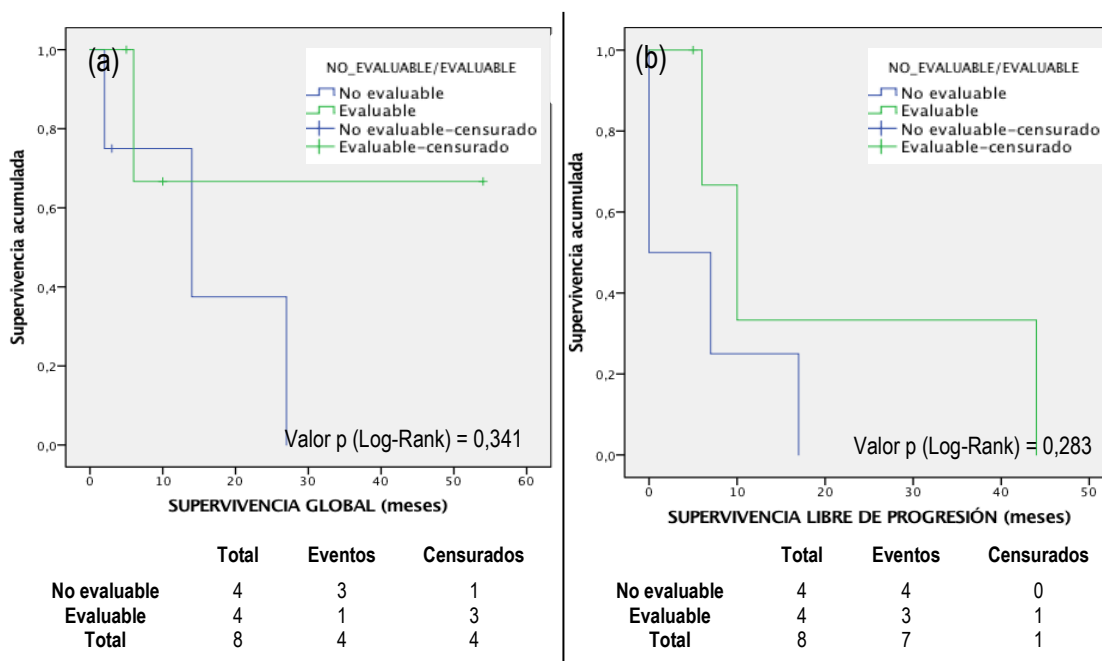 (a)
NO_EVALUABLE/EVALUABLE
No evaluable
Evaluable
No evaluable-censurado
Evaluable-censurado
Supervivencia acumulada
1,0
0,8
0,6
0,4
0,2
0,0
Valor p (Log-Rank) = 0,341
0 10 20 30 40 50 60
SUPERVIVENCIA GLOBAL (meses)
Total Eventos Censurados
No evaluable 4 3 1
Evaluable 4 1 3
Total 8 4 4
(b)
NO_EVALUABLE/EVALUABLE
No evaluable
Evaluable
No evaluable-censurado
Evaluable-censurado
Supervivencia acumulada
1,0
0,8
0,6
0,4
0,2
0,0
Valor p (Log-Rank) = 0,283
0 10 20 30 40 50
SUPERVIVENCIA LIBRE DE PROGRESIÓN (meses)
Total Eventos Censurados
No evaluable 4 4 0
Evaluable 4 3 1
Total 8 7 1